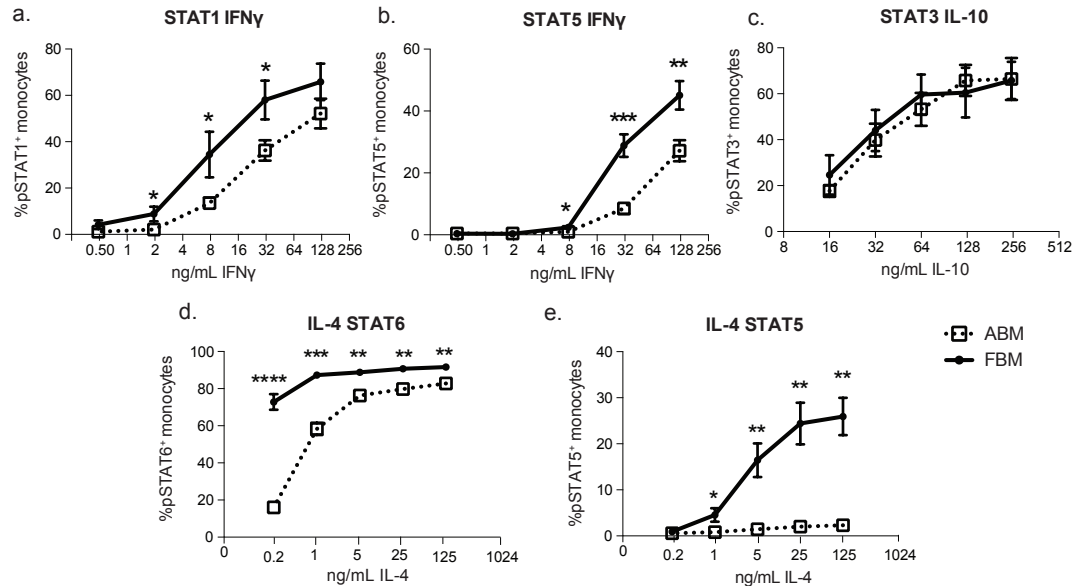 a.
STAT1 IFNγ
%pSTAT1+ monocytes
80
60
40
20
0
*
*
*
0.50 1 2 4 8 16 32 64 128 256
ng/mL IFNγ
b.
STAT5 IFNγ
%pSTAT5+ monocytes
60
40
20
0
*
***
**
0.50 1 2 4 8 16 32 64 128 256
ng/mL IFNγ
c.
STAT3 IL-10
%pSTAT3+ monocytes
80
60
40
20
0
8 16 32 64 128 256 512
ng/mL IL-10
d.
IL-4 STAT6
%pSTAT6+ monocytes
100
80
60
40
20
0
**** *** ** ** **
0 0.2 1 5 25 125 1024
ng/mL IL-4
e.
IL-4 STAT5
%pSTAT5+ monocytes
40
30
20
10
0
*
**
**
**
0 0.2 1 5 25 125 1024
ng/mL IL-4
ABM
FBM